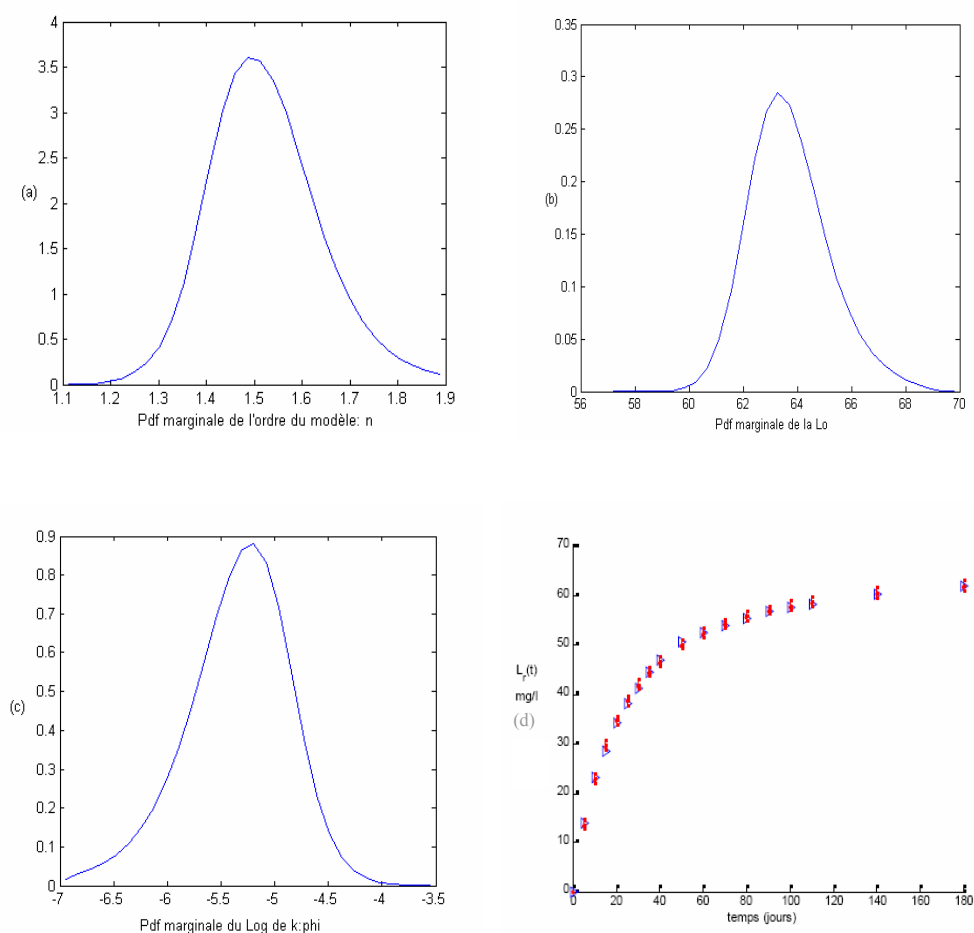 4
3.5
3
2.5
(a) 2
1.5
1
0.5
0
1.1 1.2 1.3 1.4 1.5 1.6 1.7 1.8 1.9
Pdf marginale de l'ordre du modèle: n
0.35
0.3
0.25
0.2
(b)
0.15
0.1
0.05
0
56 58 60 62 64 66 68 70
Pdf marginale de la Lo
0.9
0.8
0.7
0.6
0.5
(c)
0.4
0.3
0.2
0.1
0
-7 -6.5 -6 -5.5 -5 -4.5 -4 -3.5
Pdf marginale du Log de k:phi
70
60
50
L_r(t)
40
mg/l
(d)
30
20
10
0
0 20 40 60 80 100 120 140 160 180
temps (jours)